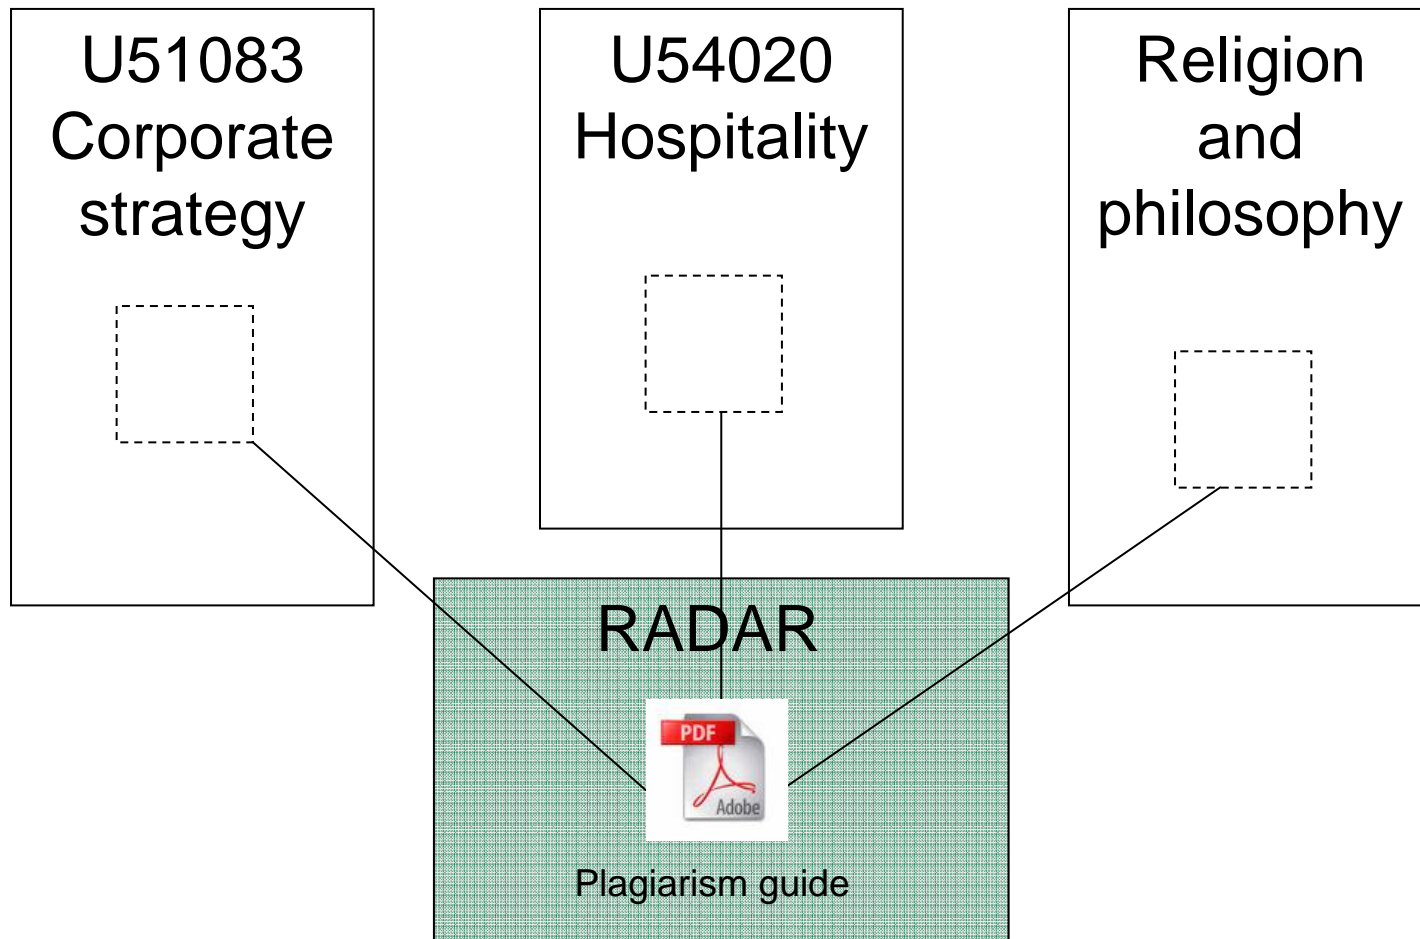 U51083
Corporate
strategy
U54020
Hospitality
Religion
and
philosophy
RADAR
PDF
Adobe
Plagiarism guide